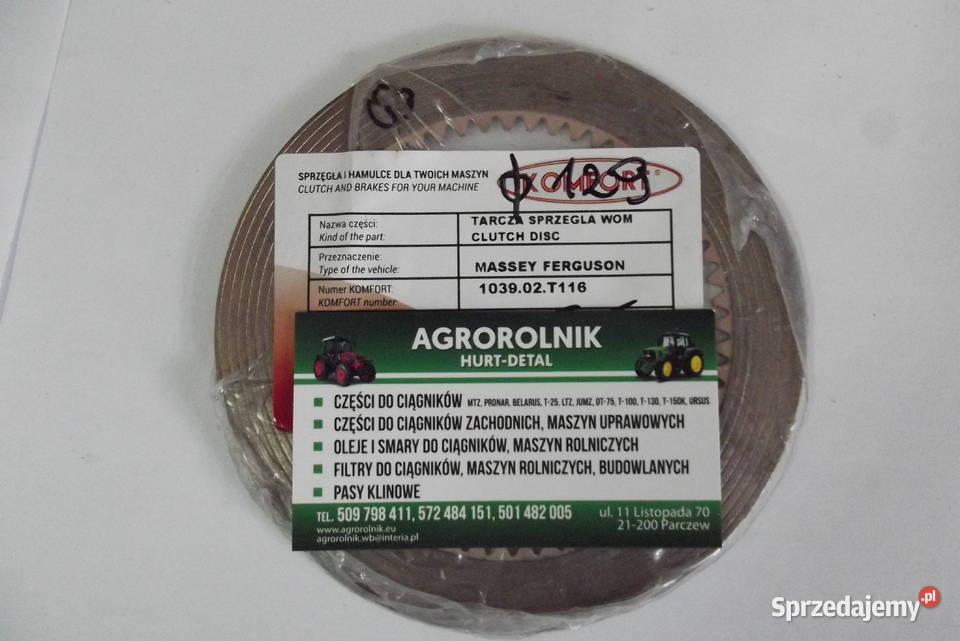 SPRZĘGŁA I HAMULCE DLA TWOICH MASZYN
CLUTCH AND BRAKES FOR YOUR MACHINE
KOMFORT®
ϕ 129
Nazwa części:
Kind of the part:
TARCZA SPRZEGLA WOM
CLUTCH DISC
Przeznaczenie:
Type of the vehicle:
MASSEY FERGUSON
Numer KOMFORT:
KOMFORT number:
1039.02.T116
AGROROLNIK
HURT-DETAL
CZĘŚCI DO CIĄGNIKÓW MTZ, PRONAR, BELARUS, T-25, LTZ, JUMZ, DT-75, T-100, T-130, T-150K, URSUS
CZĘŚCI DO CIĄGNIKÓW ZACHODNICH, MASZYN UPRAWOWYCH
OLEJE I SMARY DO CIĄGNIKÓW, MASZYN ROLNICZYCH
FILTRY DO CIĄGNIKÓW, MASZYN ROLNICZYCH, BUDOWLANYCH
PASY KLINOWE
TEL. 509 798 411, 572 484 151, 501 482 005
www.agrorolnik.eu
agrorolnik.wb@interia.pl
ul. 11 Listopada 70
21-200 Parczew
Sprzedajemy.pl